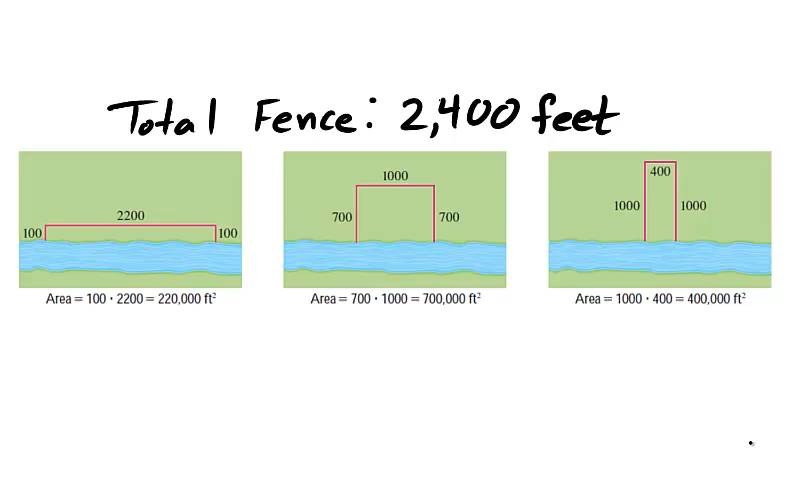 Total Fence: 2,400 feet
2200
100
100
Area = 100 · 2200 = 220,000 ft²
1000
700
700
Area = 700 · 1000 = 700,000 ft²
400
1000
1000
Area = 1000 · 400 = 400,000 ft²